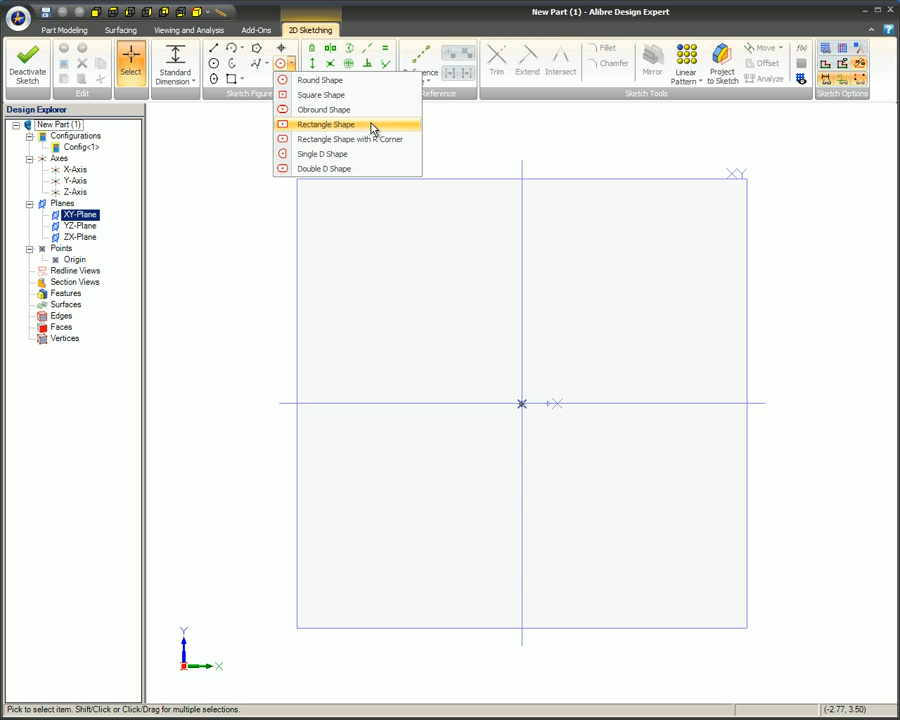 New Part (1) - Alibre Design Expert
Part Modeling
Surfacing
Viewing and Analysis
Add-Ons
2D Sketching
Deactivate
Sketch
Edit
Select
Standard
Dimension
Sketch Figure
Reference
Trim
Extend
Intersect
Fillet
Chamfer
Mirror
Linear
Pattern
Project
to Sketch
Move
Offset
Analyze
f(x)
Sketch Tools
Sketch Options
Round Shape
Square Shape
Obround Shape
Rectangle Shape
Rectangle Shape with R Corner
Single D Shape
Double D Shape
Design Explorer
New Part (1)
Configurations
Config<1>
Axes
X-Axis
Y-Axis
Z-Axis
Planes
XY-Plane
YZ-Plane
ZX-Plane
Points
Origin
Redline Views
Section Views
Features
Surfaces
Edges
Faces
Vertices
XY
X
Y
X
Pick to select item. Shift/Click or Click/Drag for multiple selections.
(-2.77, 3.50)